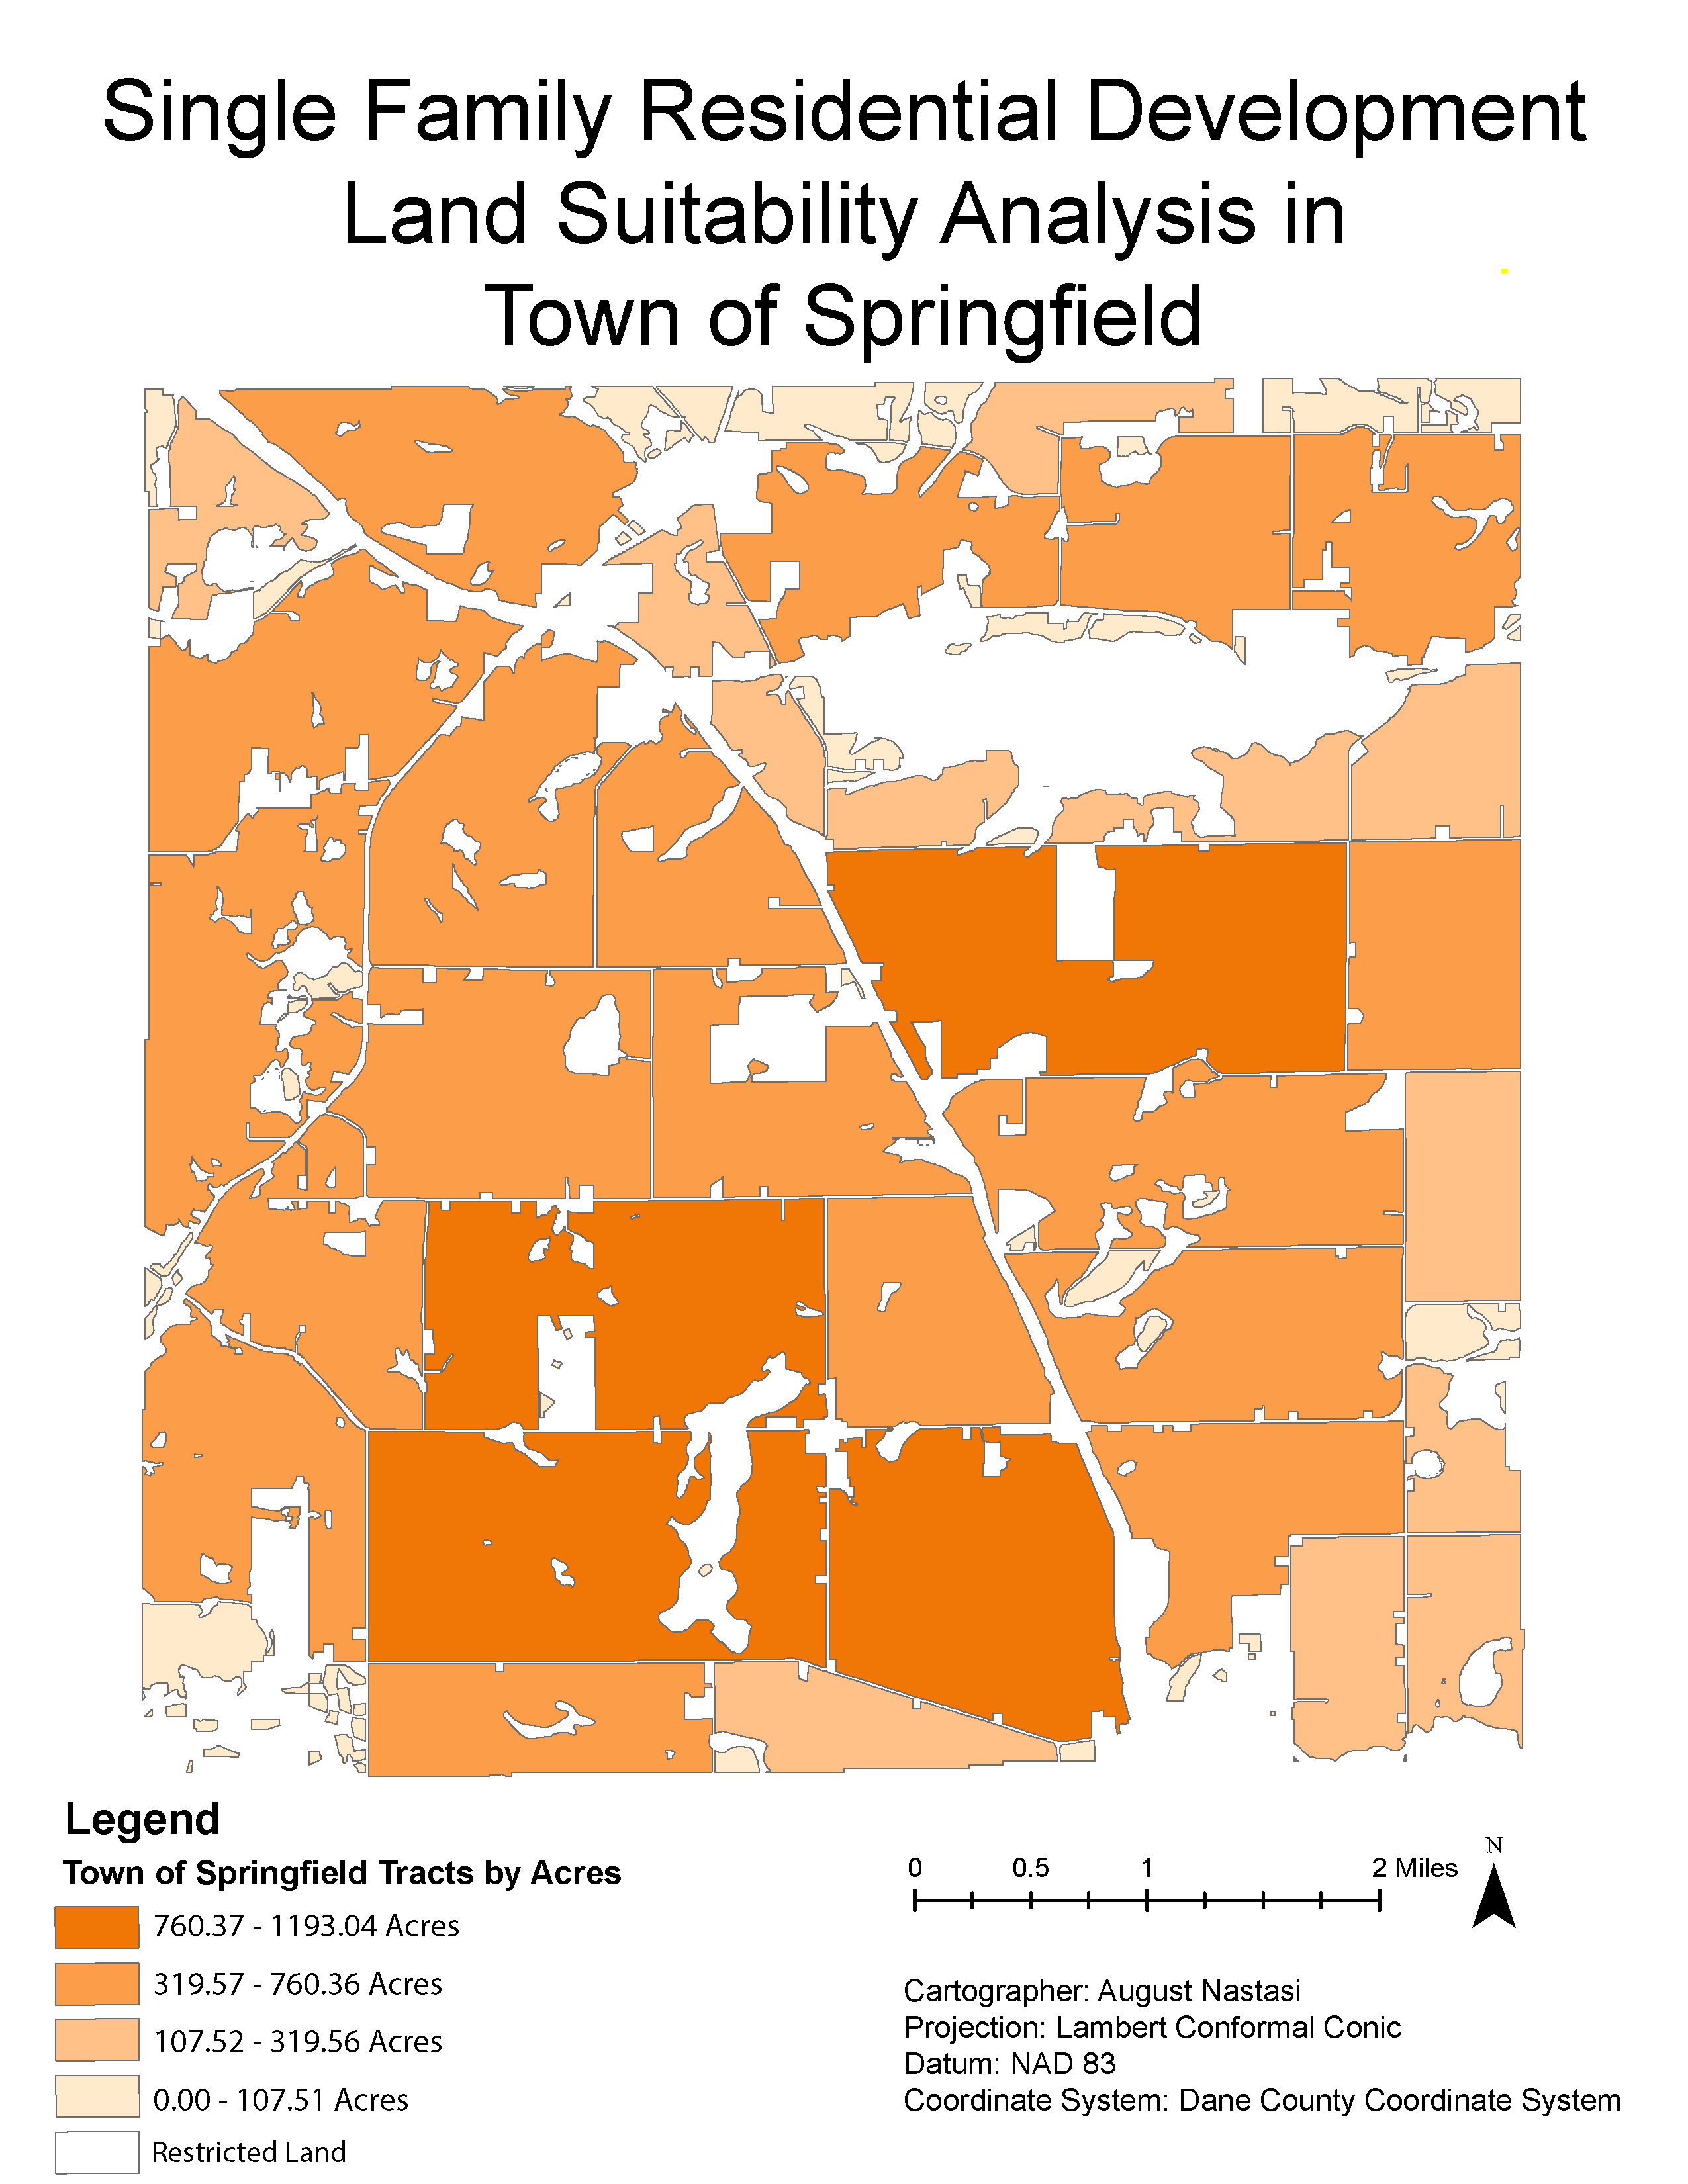 Single Family Residential Development
Land Suitability Analysis in
Town of Springfield
Legend
Town of Springfield Tracts by Acres
760.37 - 1193.04 Acres
319.57 - 760.36 Acres
107.52 - 319.56 Acres
0.00 - 107.51 Acres
Restricted Land
0 0.5 1 2 Miles
N
Cartographer: August Nastasi
Projection: Lambert Conformal Conic
Datum: NAD 83
Coordinate System: Dane County Coordinate System